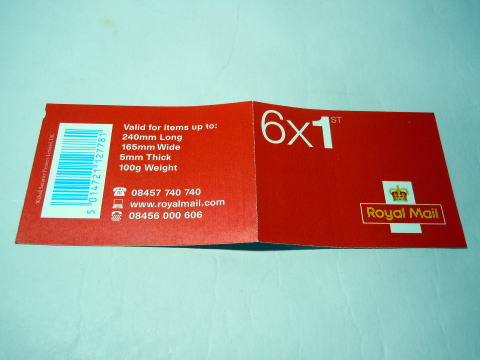 Valid for items up to:
240mm Long
165mm Wide
5mm Thick
100g Weight
08457 740 740
www.royalmail.com
08456 000 606
5 014721 127781
6x1ST
Royal Mail